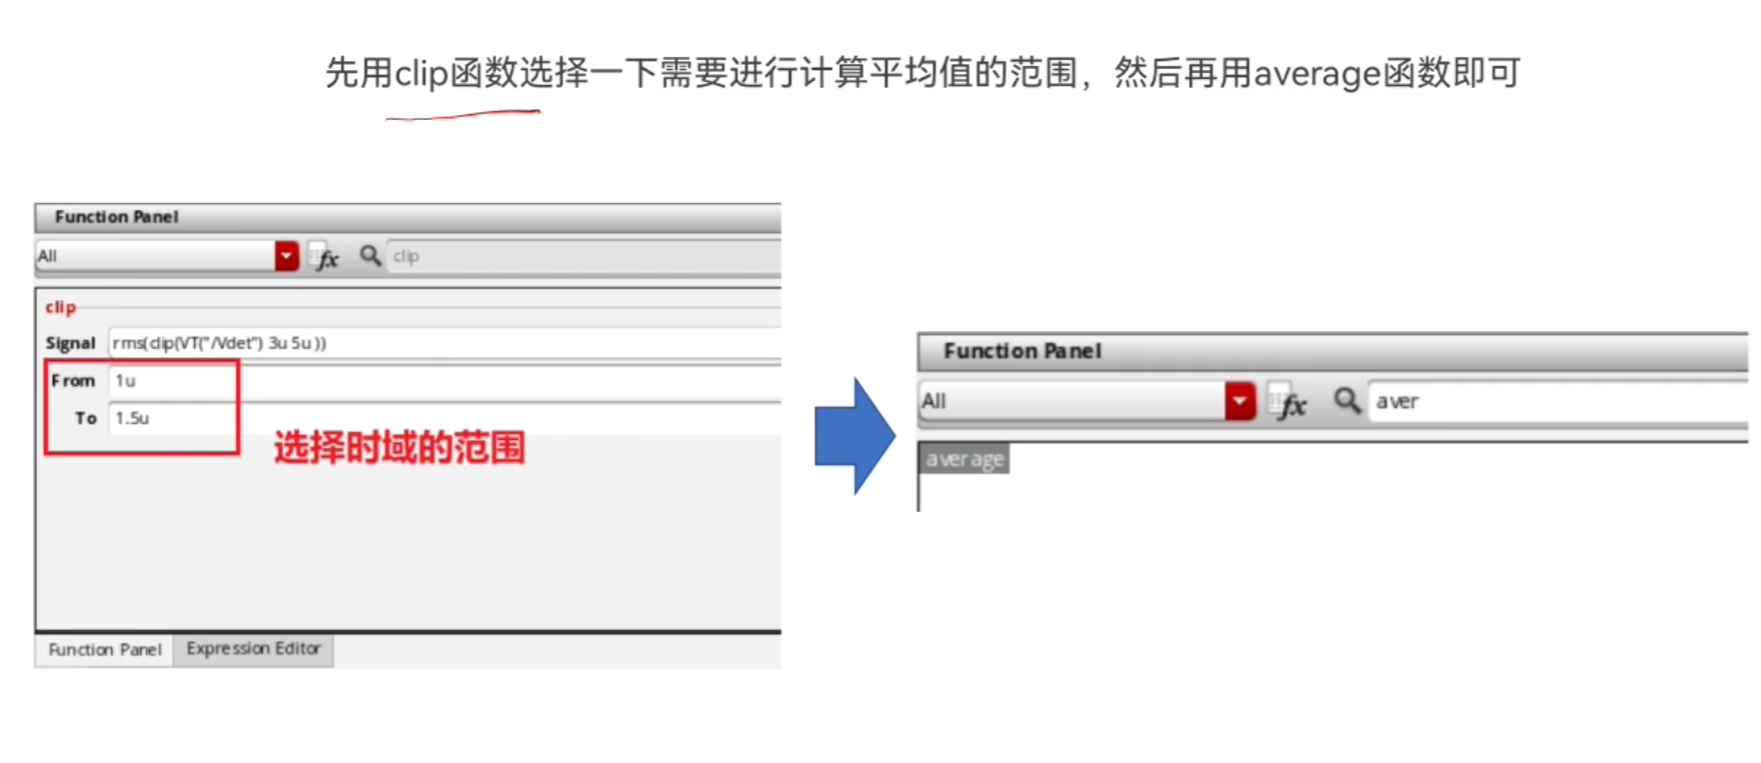 先用clip函数选择一下需要进行计算平均值的范围，然后再用average函数即可
Function Panel
All
fx
clip
clip
Signal rms(clip(VT("/Vdet") 3u 5u ))
From 1u
To 1.5u
选择时域的范围
Function Panel
Expression Editor
Function Panel
All
fx
aver
average